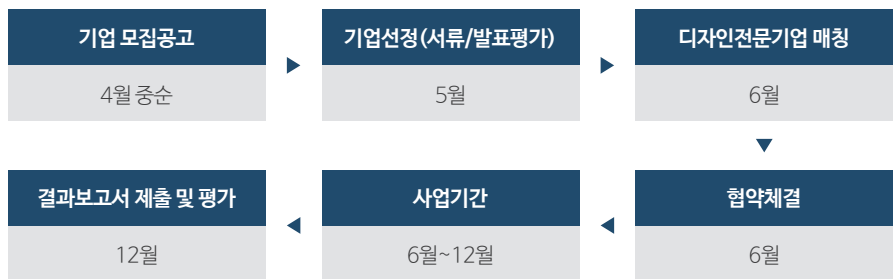 기업 모집공고
4월 중순
기업선정(서류/발표평가)
5월
디자인전문기업 매칭
6월
협약체결
6월
사업기간
6월~12월
결과보고서 제출 및 평가
12월